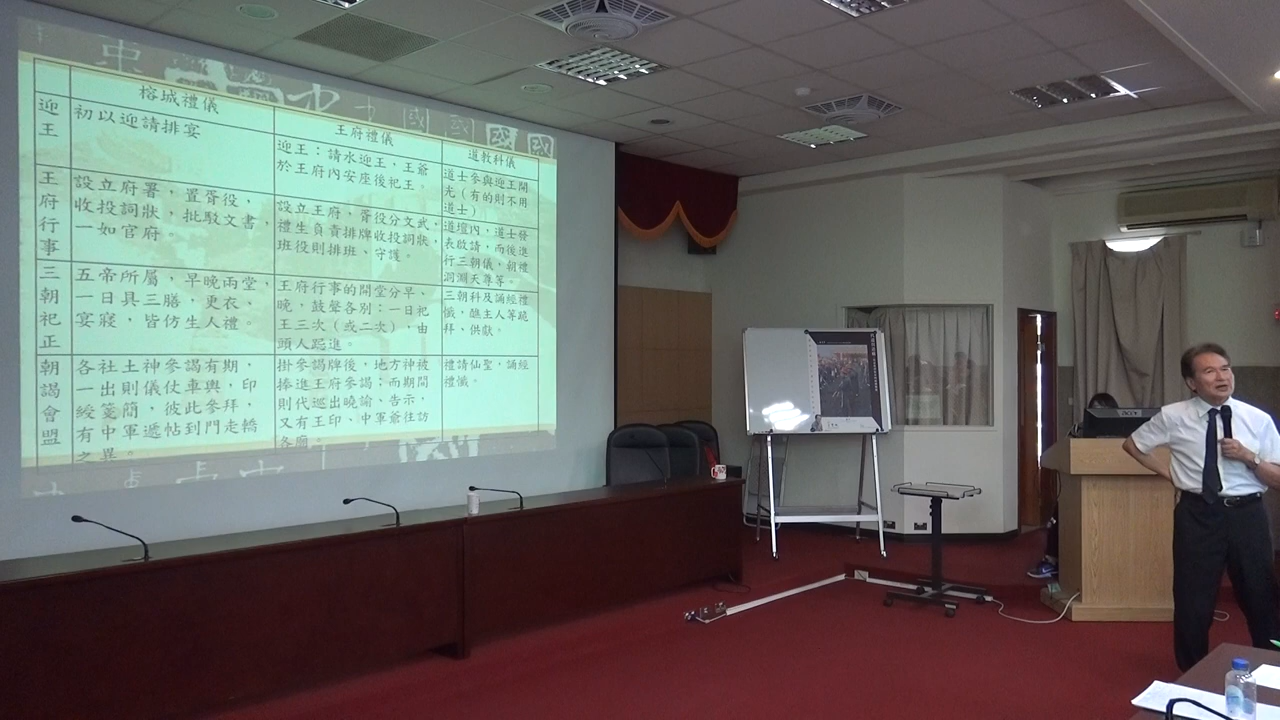 榕城禮儀
王府禮儀
道教科儀
迎王
初以迎請排宴
迎王：請水迎王，王爺
於王府內安座後祀王。
道士參與迎王開
光（有的則不用
道士）
王府行事
設立府署，置胥役，
收投詞狀，批駁文書，
一如官府。
設立王府，胥役分文武，
禮生負責排牌收投詞狀，
班役則排班、守護。
道壇內，道士發
表啟請，而後進
行三朝儀，朝禮
洞淵天尊等。
三朝祀正
五帝所屬，早晚兩堂，
一日具三膳，更衣、
宴寢，皆仿生人禮。
王府行事的開堂分早、
晚，鼓聲各別：一日祀
王三次（或二次），由
頭人跽進。
三朝科及誦經禮
懺，醮主人等跪
拜、供獻。
朝謁會盟
各社土神參謁有期，
一出則儀仗車輿，印
綬箋簡，彼此參拜，
有中軍遞帖到門走轎
之異。
掛參謁牌後，地方神被
捧進王府參謁；而期間
則代巡出曉諭、告示，
又有王印、中軍爺往訪
各廟。
禮請仙聖，誦經
禮懺。
acer